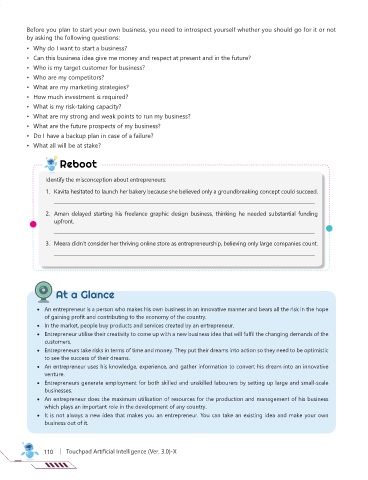 Before you plan to start your own business, you need to introspect yourself whether you should go for it or not
by asking the following questions:
• Why do I want to start a business?
• Can this business idea give me money and respect at present and in the future?
• Who is my target customer for business?
• Who are my competitors?
• What are my marketing strategies?
• How much investment is required?
• What is my risk-taking capacity?
• What are my strong and weak points to run my business?
• What are the future prospects of my business?
• Do I have a backup plan in case of a failure?
• What all will be at stake?
Reboot
Identify the misconception about entrepreneurs:
1. Kavita hesitated to launch her bakery because she believed only a groundbreaking concept could succeed.
2. Aman delayed starting his freelance graphic design business, thinking he needed substantial funding
upfront.
3. Meera didn't consider her thriving online store as entrepreneurship, believing only large companies count.
At a Glance
• An entrepreneur is a person who makes his own business in an innovative manner and bears all the risk in the hope
of gaining profit and contributing to the economy of the country.
• In the market, people buy products and services created by an entrepreneur.
• Entrepreneur utilise their creativity to come up with a new business idea that will fulfil the changing demands of the
customers.
• Entrepreneurs take risks in terms of time and money. They put their dreams into action so they need to be optimistic
to see the success of their dreams.
• An entrepreneur uses his knowledge, experience, and gather information to convert his dream into an innovative
venture.
• Entrepreneurs generate employment for both skilled and unskilled labourers by setting up large and small-scale
businesses.
• An entrepreneur does the maximum utilisation of resources for the production and management of his business
which plays an important role in the development of any country.
• It is not always a new idea that makes you an entrepreneur. You can take an existing idea and make your own
business out of it.
110 | Touchpad Artificial Intelligence (Ver. 3.0)-X